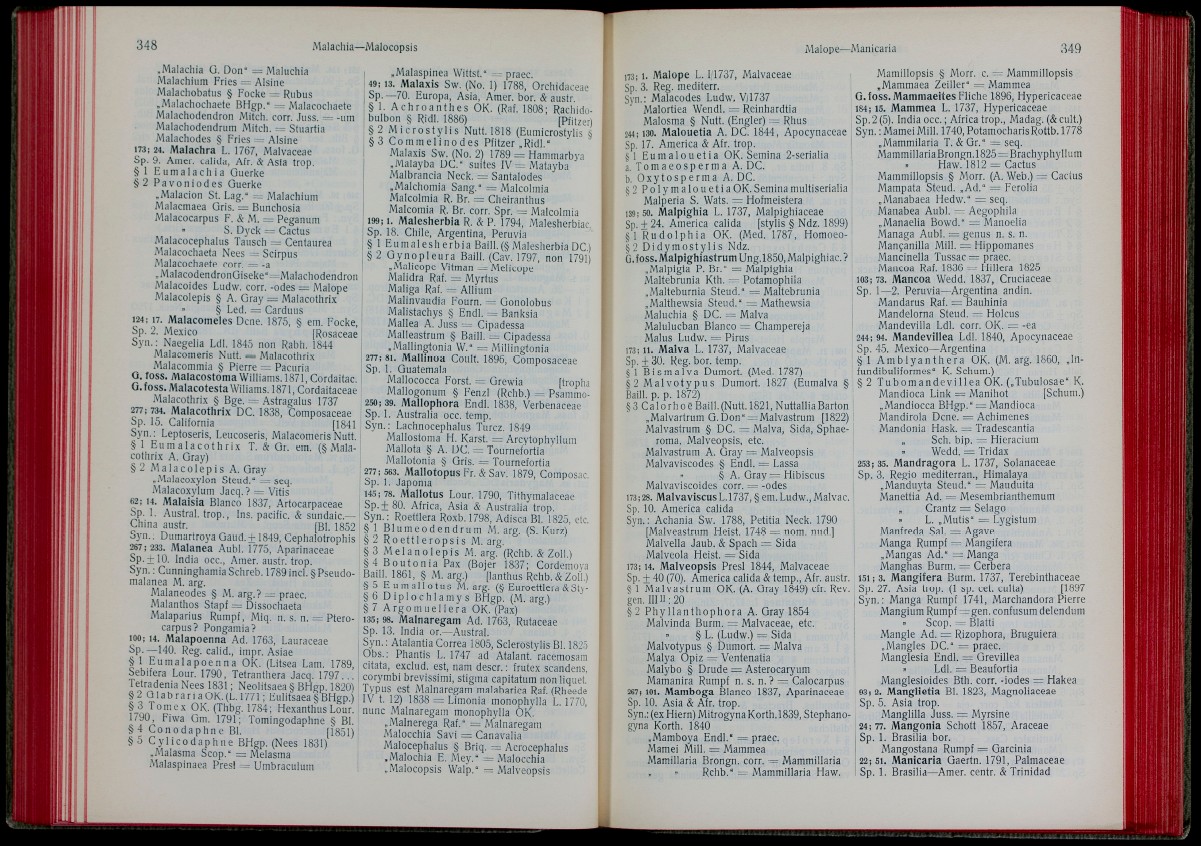 348
Malachia—Malocopsis
„Malachia G. Don“ = Maluchia
Malachium Fries = Alsine
Malachobatus § Focke = Rubus
„Malachochaete BHgp.“ = Malacochaete
Malachodendron Mitch. corr. Juss. = -um
Malachodendrum Mitch. = Stuartia
Malachodes § Fries = Alsine
173; 24. Malachra L. 1767, Malvaceae
Sp. 9. Amer. calida, Afr. & Asia trop.
§ 1 Eumalachia Guerke
§ 2 Pavoniodes Guerke
„Malacion St. Lag.“ = Malachium
Malacmaea Gris. = Bunchosia
Malacocarpus F. & M. = Peganum
„ S. Dyck = Cactus
Malacocephalus Tausch = Centaurea
Malacochaeta Nees = Scirpus
Malacochaete corr. = -a
„MalacodendronGiseke“=Malachodendron
Malacoides Ludw. corr. -odes = Malope
Malacolepis § A. Gray = Malacothrix
„ § Led. = Carduus
124; 17. Malacomeles Dcne. 1875, § em. Focke,
Sp. 2. Mexico [Rosaceae
Syn.: Naegelia Ldl. 1845 non Rabh. 1844
Malacomeris Nutt. = Malacothrix
Malacommia § Pierre = Pacuria
G. foss. Malacostoma Williams. 1871, Cordaitac.
G. foss. Malacotesta Wiliams. 1871, Cordaitaceae
Malacothrix § Bge. = Astragalus 1737
277; 734. Malacothrix DC. 1838, Composaceae
Sp. 15. California [1841
Syn.: Leptoseris, Leucoseris, Malacomeris Nutt.
§ 1 Eumalacothrix T. & Gr. em. (§ Malacothrix A. Gray)
§ 2 Malacolepis A. Gray
„Malacoxylon Steud.“ = seq.
Malacoxylum Jacq. ? = Vitis
62; 14. Malaisia Blanco 1837, Artocarpaceae
Sp. 1. Austral. trop., Ins. pacific. & sundaic.—
China austr. [Bl. 1852
Syn.: Dumartroya Gaud. ± 1849, Cephalotrophis
267; 233. Malanea Aubl. 1775, Aparinaceae
Sp. ± 10. India occ., Amer. austr. trop.
Syn.: Cunninghamia Schreb. 1789 incl. § Pseudomalanea M. arg.
Malaneodes § M. arg. ? = praec.
Malanthos Stapf = Dissochaeta
Malaparius Rumpf, Miq. n. s. n. = Pterocarpus? Pongamia?
100; 14. Malapoenna Ad. 1763, Lauraceae
Sp. —140. Reg. calid., impr. Asiae
§ 1 Eumalapoenna OK. (Litsea Lam. 1789,
Sebifera Lour. 1790, Tetranthera Jacq. 1797...
Tetradenia Nees 1831; Neolitsaea § BHgp. 1820)
§ 2 Glabraria OK. (L. 1771; Eulitsaea § BHgp.)
§ 3 Tomex OK. (Thbg. 1784; Hexanthus Lour.
1790, Fiwa Gm. 1791; Tomingodaphne § Bl.
§ 4 Conodaphne Bl. [1851)
§ 5 Cylicodaphne BHgp. (Nees 1831)
„Malasma Scop.“ = Melasma
Malaspinaea Presl = Umbraculum
„Malaspinea Wittst.“ = praec.
49; 13. Malaxis Sw. (No. 1) 1788, Orchidaceae
Sp. —70. Europa, Asia, Amer. bor. & austr.
§ 1. Achroanthes OK. (Raf. 1808; Rachidobulbon § Ridl. 1886) [Pfitzer)
§ 2 Microstylis Nutt. 1818 (Eumicrostylis §
§ 3 Commelinodes Pfitzer „Ridl.“
Malaxis Sw. (No. 2) 1789 = Hammarbya
„Malayba DC.“ suites IV = Matayba
Malbrancia Neck. = Santalodes
„Malchomia Sang.“ = Malcolmia
Malcolmia R. Br. = Cheiranthus
Malcomia R. Br. corr. Spr. = Malcolmia
199; 1. Malesherbia R. & P. 1794, Malesherbiac.
Sp. 18. Chile, Argentina, Peruvia
§ 1 Eumalesherbia Baill. (§ Malesherbia DC.)
§ 2 Gynopleura Baill. (Cav. 1797, non 1791)
„Malicope Vitman = Melicope
Malidra Raf. = Myrtus
Maliga Raf. = Allium
Malinvaudia Fourn. = Gonolobus
Malistachys § Endl. = Banksia
Mallea A. Juss = Cipadessa
Malleastrum § Baill. = Cipadessa
„Mallingtonia W.“ = Millingtonia
277; 81. Mallinoa Coult. 1896, Composaceae
Sp. 1. Guatemala
Mallococca Forst. = Grewia [tropha
Mallogonum § Fenzl (Rchb.) = Psammo-
250; 39. Mallophora Endl. 1838, Verbenaceae
Sp. 1. Australia occ. temp.
Syn.: Lachnocephalus Turcz. 1849
Mallostoma H. Karst. = Arcytophyllum
Mallota § A. DC. = Tournefortia
Mallotonia § Gris. = Tournefortia
277; 563. Mallotopus Fr. & Sav. 1879, Composac.
Sp. 1. Japonia
145; 78. Mallotus Lour. 1790, Tithymalaceae
Sp. ± 80. Africa, Asia & Australia trop.
Syn.: Roettlera Roxb. 1798, Adisca Bl. 1825, etc.
§ 1 Blumeodendrum M. arg. (S. Kurz)
§ 2 Roettleropsis M. arg.
§ 3 Melanolepis M. arg. (Rchb. & Zoll.)
§ 4 Boutonia Pax (Bojer 1837; Cordemoya
Baill. 1861, § M. arg.) [lanthus Rchb. & Zoll.)
§ 5 Eumallotus M. arg. (§ Euroettlera & Sty-
§ 6 Diplochlamys BHgp. (M. arg.)
§ 7 Argomuellera OK. (Pax)
135; 98. Malnaregam Ad. 1763, Rutaceae
Sp. 13. India or.—Austral.
Syn.: Atalantia Correa 1805, Sclerostylis Bl. 1825
Obs.: Phantis L. 1747 ad Atalant. racemosam
citata, exclud. est, nam descr.: frutex scandens,
corymbi brevissimi, stigma capitatum non liquet.
Typus est Malnaregam malabarica Raf. (Rheede
IV t. 12) 1838 = Limonia monophylla L. 1770,
nunc Malnaregam monophylla OK.
„Malnerega Raf.“ = Malnaregam
Malocchia Savi = Canavalia
Malocephalus § Briq. = Acrocephalus
„Malochia E. Mey.“ = Malocchia
„Malocopsis Walp.“ = Malveopsis
Malope—Manicaria
349
173; 1. Malope L. I/1737, Malvaceae
Sp. 3. Reg. mediterr.
Syn.: Malacodes Ludw. V/1737
Malortiea Wendl. = Reinhardtia
Malosma § Nutt. (Engler) = Rhus
244; 130. Malouetia A. DC. 1844, Apocynaceae
Sp. 17. America & Afr. trop.
§ 1 Eumalouetia OK. Semina 2-serialia
a. Tomaeosperma A. DC.
b. Oxytosperma A. DC.
§ 2 Polymalouetia OK. Semina multiserialia
Malperia S. Wats. = Hofmeistera
139; 50. Malpighia L. 1737, Malpighiaceae
Sp. ± 24. America calida [stylis § Ndz. 1899)
§ 1 Rudolphia OK. (Med. 1787, Homoeo-
§ 2 Didymostylis Ndz.
G. foss. Malpighiastrum Ung. 1850, Malpighiac. ?
„Malpigia P. Br.“ = Malpighia
Maltebrunia Kth. = Potamophila
„Malteburnia Steud.“ = Maltebrunia
„Malthewsia Steud.“ = Mathewsia
Maluchia § DC. = Malva
Malulucban Blanco = Champereja
Malus Ludw. = Pirus
173; 11. Malva L. 1737, Malvaceae
Sp. ± 30. Reg. bor. temp.
§ 1 Bismalva Dumort. (Med. 1787)
§ 2 Malvotypus Dumort. 1827 (Eumalva §
Baill. p. p. 1872)
§ 3 Calorhoë Baill. (Nutt. 1821, Nuttallia Barton
„Malvartrum G. Don“ = Malvastrum [1822)
Malvastrum § DC. = Malva, Sida, Sphaeroma, Malveopsis, etc.
Malvastrum A. Gray = Malveopsis
Malvaviscodes § Endl. = Lassa
„ § A. Gray = Hibiscus
Malvaviscoides corr. = -odes
173; 28. Malvaviscus L. 1737, § em. Ludw., Malvac.
Sp. 10. America calida
Syn.: Achania Sw. 1788, Petitia Neck. 1790
[Malveastrum Heist. 1748 = nom. nud.]
Malvella Jaub. & Spach = Sida
Malveola Heist. = Sida
173; 14. Malveopsis Presl 1844, Malvaceae
Sp. ± 40 (70). America calida & temp., Afr. austr.
§ 1 Malvastrum OK. (A. Gray 1849) cfr. Rev.
gen. III II : 20
§ 2 Phyllanthophora A. Gray 1854
Malvinda Burm. = Malvaceae, etc.
„ § L. (Ludw.) = Sida
Malvotypus § Dumort. = Malva
Malya Opiz = Ventenatia
Malybo § Drude = Asterocaryum
Mamanira Rumpf n. s. n. ? = Calocarpus
267; 101. Mamboga Blanco 1837, Aparinaceae
Sp. 10. Asia & Afr. trop.
Syn.: (ex Hiern) Mitrogyna Korth. 1839, Stephanogyna Korth. 1840
„Mamboya Endl.“ = praec.
Mamei Mill. = Mammea
Mamillaria Brongn. corr. = Mammillaria
„ „ Rchb.“ = Mammillaria Haw.
Mamillopsis § Morr. c. = Mammillopsis
„Mammaea Zeiller“ = Mammea
G. foss. Mammaeites Fliche 1896, Hypericaceae
184; 15. Mammea L. 1737, Hypericaceae
Sp. 2 (5). India occ.; Africa trop., Madag. (& cult.)
Syn.: Mamei Mill. 1740, Potamocharis Rottb. 1778
„Mammilaria T. & Gr.“ = seq.
Mammillaria Brongn. 1825 = Brachyphyllum
„ Haw. 1812 = Cactus
Mammillopsis § Morr. (A. Web.) = Cactus
Mampata Steud. „Ad.“ = Ferolia
„Manabaea Hedw.“ = seq.
Manabea Aubl. = Aegophila
„Manaelia Bowd.“ = Manoelia
Managa Aubl. = genus n. s. n.
Mançanilla Mill. = Hippomanes
Mancinella Tussac = praec.
Mancoa Raf. 1836 = Hillera 1825
103; 73. Mancoa Wedd. 1837, Cruciaceae
Sp. 1—2. Peruvia—Argentina andin.
Mandarus Raf. = Bauhinia
Mandelorna Steud. = Holcus
Mandevilla Ldl. corr. OK. = -ea
244; 94. Mandevillea Ldl. 1840, Apocynaceae
Sp. 45. Mexico—Argentina
§ 1 Amblyanthera OK. (M. arg. 1860, „Infundibuliformes“ K. Schum.)
§ 2 Tubomandevillea OK. („Tubulosae“ K.
Mandioca Link = Manihot [Schum.)
„Mandiocca BHgp.“ = Mandioca
Mandirola Dcne. = Achimenes
Mandonia Hask. = Tradescantia
„ Sch. bip. = Hieracium
„ Wedd. = Tridax
253; 35. Mandragora L. 1737, Solanaceae
Sp. 3. Regio mediterran., Himalaya
„Manduyta Steud.“ = Mauduita
Manettia Ad. = Mesembrianthemum
„ Crantz = Selago
„ L. „Mutis“ = Lygistum
Manfreda Sal. = Agave
Manga Rumpf = Mangifera
„Mangas Ad.“ = Manga
Manghas Burm. = Cerbera
151; 3. Mangifera Burm. 1737, Terebinthaceae
Sp. 27. Asia trop. (1 sp. cet. culta) [1897
Syn.: Manga Rumpf 1741, Marchandora Pierre
Mangium Rumpf = gen. confusum delendum
„ Scop. = Blatti
Mangle Ad. = Rizophora, Bruguiera
„Mangles DC.“ = praec.
Manglesia Endl. = Grevillea
„ Ldl. = Beaufortia
Manglesioides Bth. corr. -iodes = Hakea
93; 2. Manglietia Bl. 1823, Magnoliaceae
Sp. 5. Asia trop.
Manglilla Juss. = Myrsine
24; 77. Mangonia Schott 1857, Araceae
Sp. 1. Brasilia bor.
Mangostana Rumpf = Garcinia
22; 51. Manicaria Gaertn. 1791, Palmaceae
Sp. 1. Brasilia—Amer. centr. & Trinidad